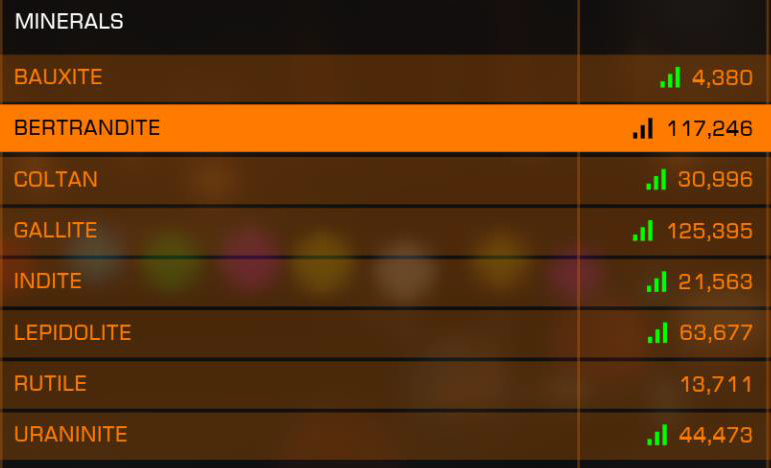 MINERALS
BAUXITE 4,380
BERTRANDITE 117,246
COLTAN 30,996
GALLITE 125,395
INDITE 21,563
LEPIDOLITE 63,677
RUTILE 13,711
URANINITE 44,473